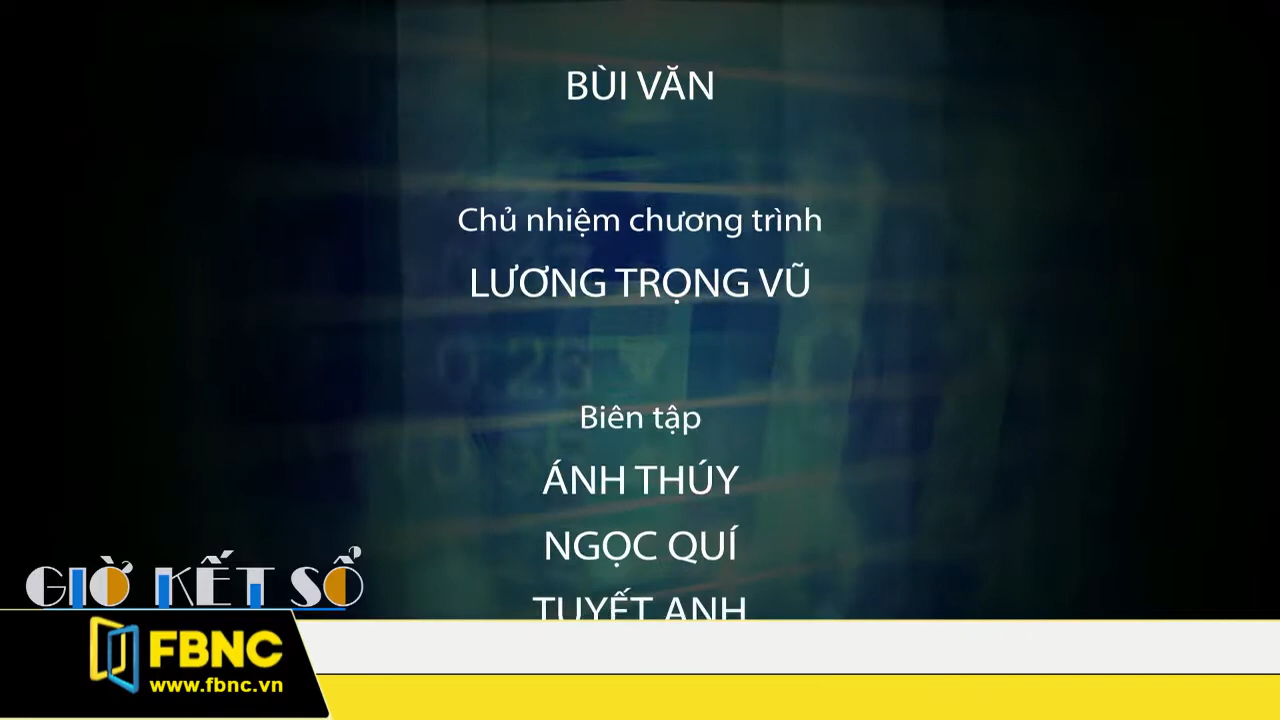 BÙI VĂN
Chủ nhiệm chương trình
LƯƠNG TRỌNG VŨ
Biên tập
ÁNH THÚY
NGỌC QUÍ
TUYẾT ANH
GIỜ KẾT SỔ
FBNC
www.fbnc.vn